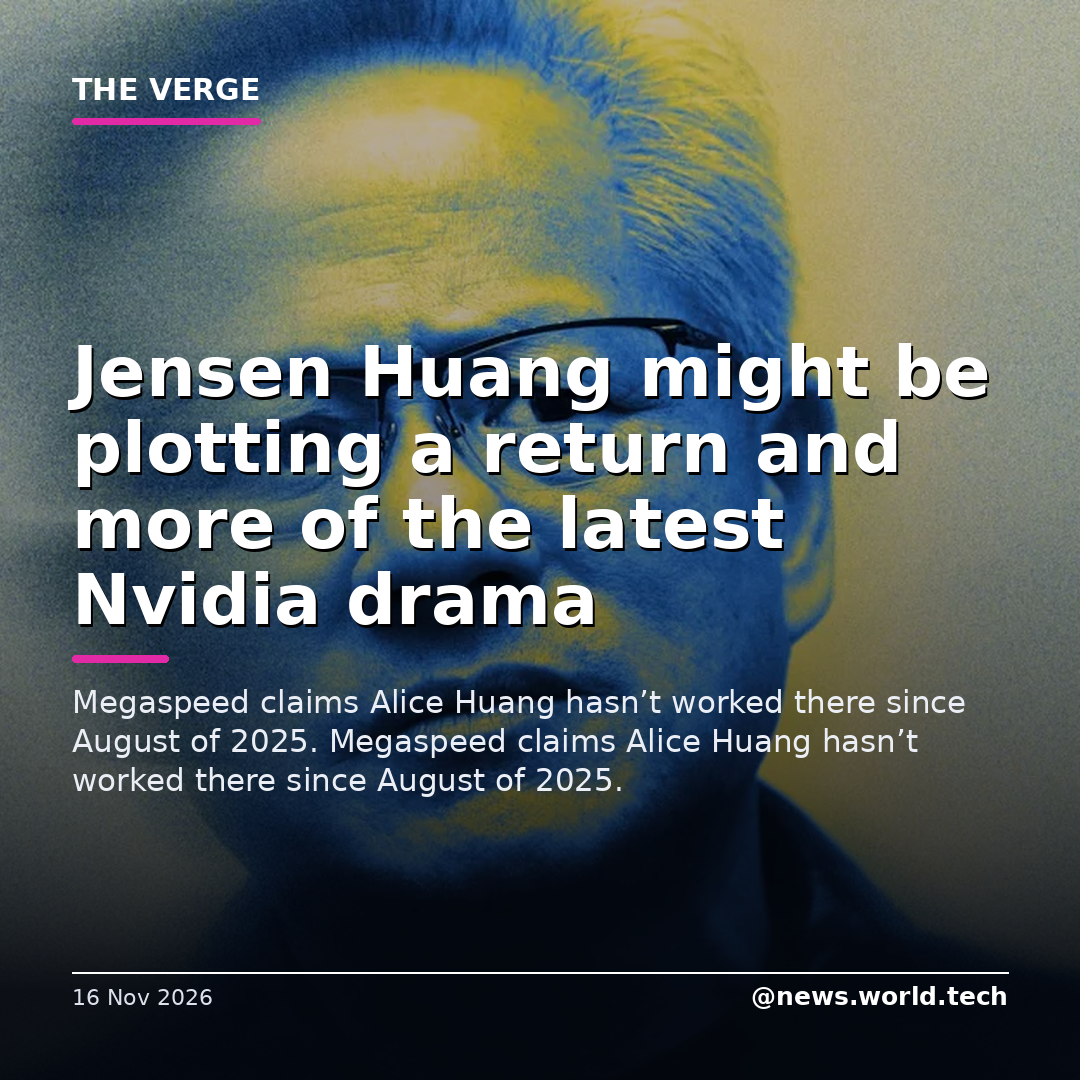 THE VERGE
Jensen Huang might be
plotting a return and
more of the latest
Nvidia drama
Megaspeed claims Alice Huang hasn’t worked there since
August of 2025. Megaspeed claims Alice Huang hasn’t
worked there since August of 2025.
16 Nov 2026
@news.world.tech